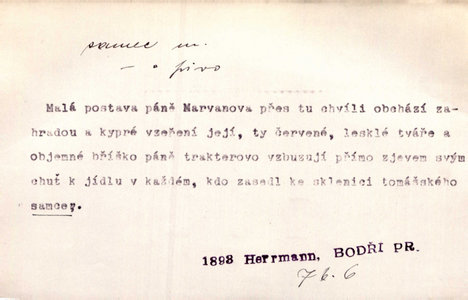 samec m.
— " pivo
Malá postava páně Marvanova přes tu chvíli obchází za-
hradou a kypré vzeření její, ty červené, lesklé tváře a
objemné bříško páně trakterovo vzbuzují přímo zjevem svým
chuť k jídlu v každém, kdo zasedl ke sklenici tomášského
samce.
1898 Herrmann, BODŘI PR.
76. 6